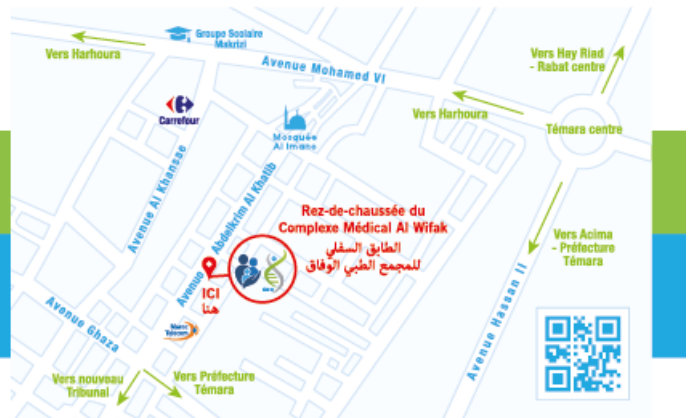 Groupe Scolaire
Makrizi
Vers Harhoura
Avenue Mohamed VI
Vers Hay Riad
- Rabat centre
Carrefour
Mosquée
Al Imane
Vers Harhoura
Témara centre
Avenue Al Khansae
Avenue Abdelkrim Al Khatib
Rez-de-chaussée du
Complexe Médical Al Wifak
الطابق السفلي
للمجمع الطبي الوفاق
ICI
هنا
Vers Acima
- Préfecture
Témara
Avenue Hassan II
Avenue Ghaza
Maroc
Telecom
Vers nouveau
Tribunal
Vers Préfecture
Témara